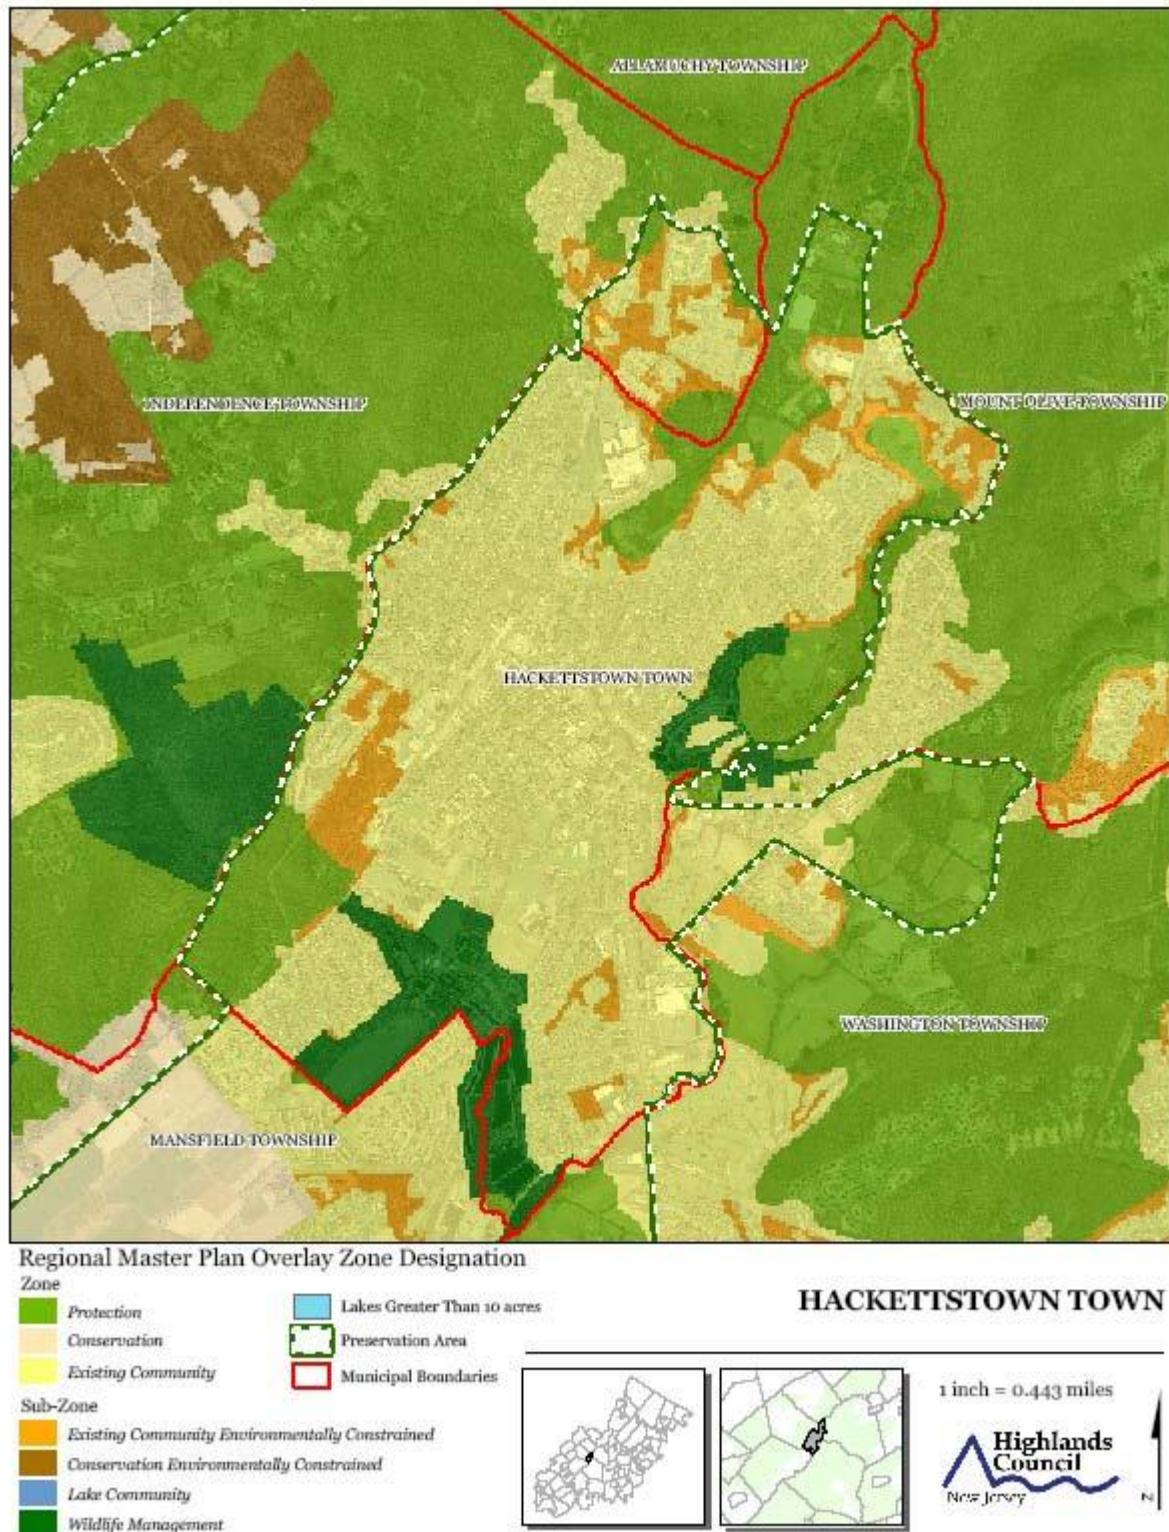 ALLAMUCHY TOWNSHIP
INDEPENDENCE TOWNSHIP
MOUNT OLIVE TOWNSHIP
HACKETTSTOWN TOWN
WASHINGTON TOWNSHIP
MANSFIELD TOWNSHIP
Regional Master Plan Overlay Zone Designation
Zone
Protection
Conservation
Existing Community
Lakes Greater Than 10 acres
Preservation Area
Municipal Boundaries
Sub-Zone
Existing Community Environmentally Constrained
Conservation Environmentally Constrained
Lake Community
Wildlife Management
HACKETTSTOWN TOWN
1 inch = 0.443 miles
Highlands
Council
New Jersey
N